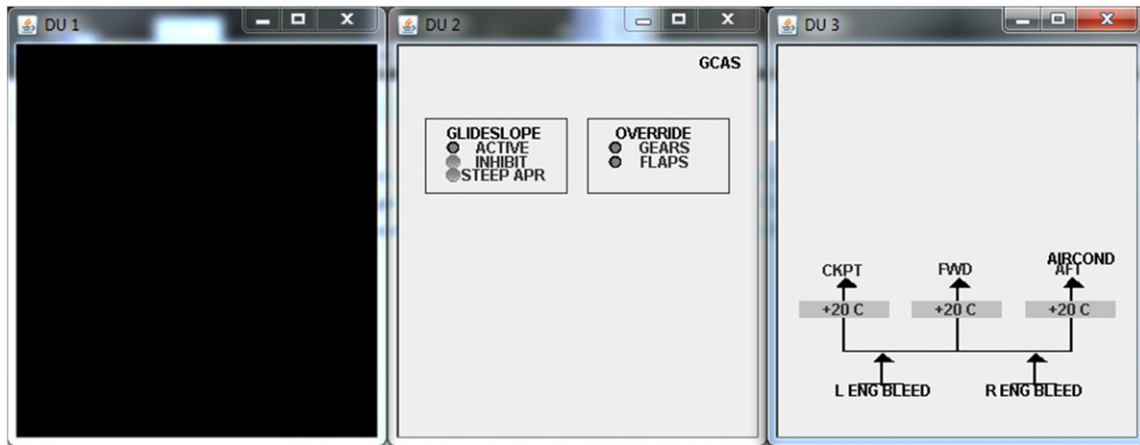 DU 1
DU 2
DU 3
GCAS
GLIDESLOPE
ACTIVE
INHIBIT
STEEP APR
OVERRIDE
GEARS
FLAPS
AIRCOND
CKPT FWD AFT
+20 C +20 C +20 C
L ENG BLEED R ENG BLEED